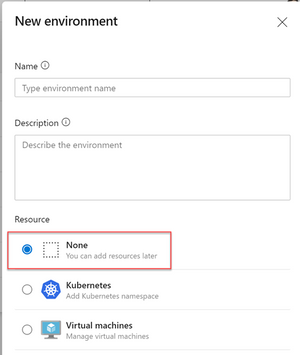 New environment
Name
Type environment name
Description
Describe the environment
Resource
None
You can add resources later
Kubernetes
Add Kubernetes namespace
Virtual machines
Manage virtual machines